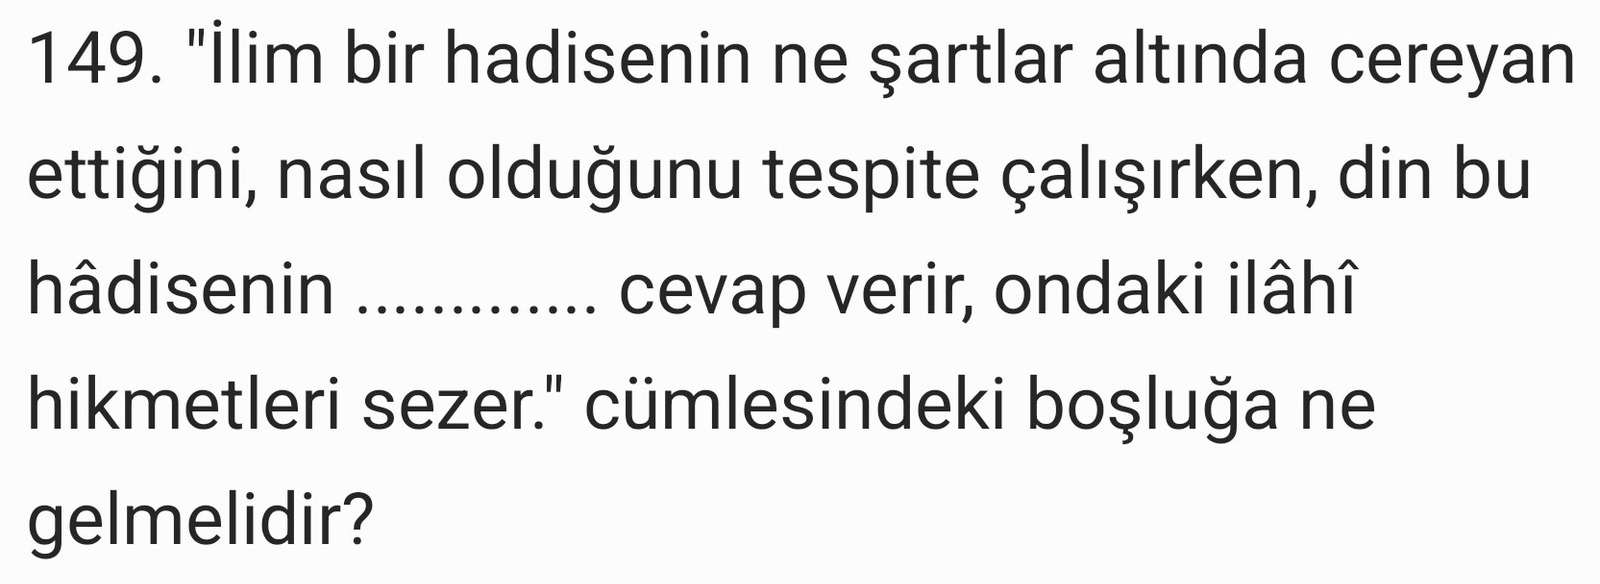 149. "İlim bir hadisenin ne şartlar altında cereyan
ettiğini, nasıl olduğunu tespite çalışırken, din bu
hâdisenin ............. cevap verir, ondaki ilâhî
hikmetleri sezer." cümlesindeki boşluğa ne
gelmelidir?